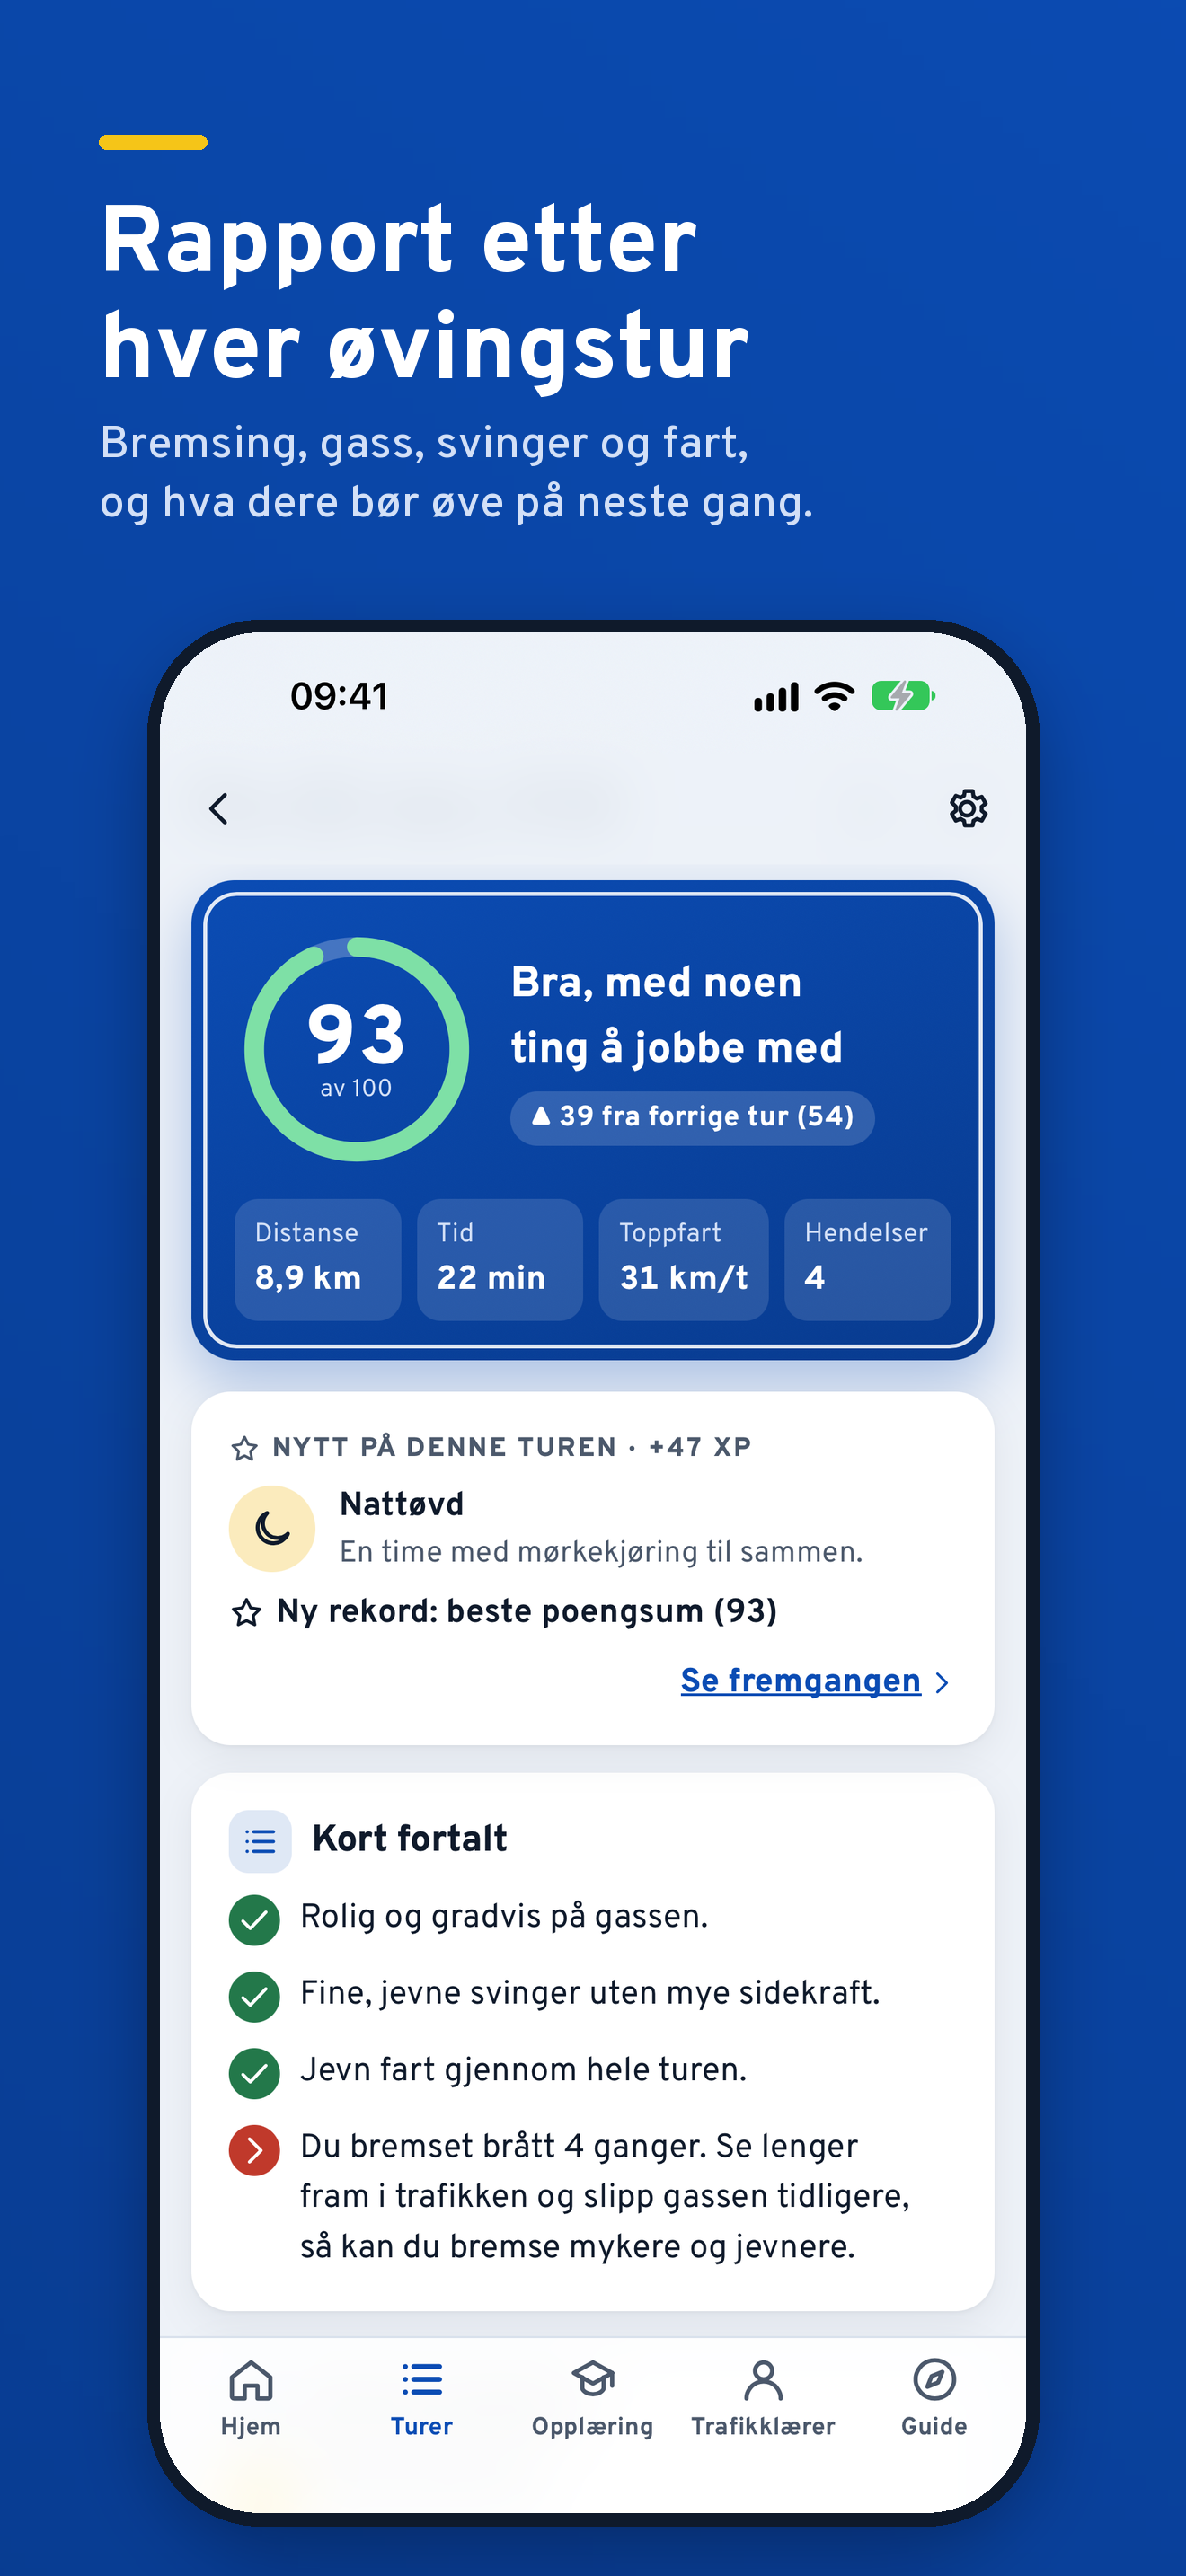 Rapport etter
hver øvingstur
Bremsing, gass, svinger og fart,
og hva dere bør øve på neste gang.
09:41
93
av 100
Bra, med noen
ting å jobbe med
▲ 39 fra forrige tur (54)
Distanse
8,9 km
Tid
22 min
Toppfart
31 km/t
Hendelser
4
NYTT PÅ DENNE TUREN · +47 XP
Nattøvd
En time med mørkekjøring til sammen.
Ny rekord: beste poengsum (93)
Se fremgangen
Kort fortalt
Rolig og gradvis på gassen.
Fine, jevne svinger uten mye sidekraft.
Jevn fart gjennom hele turen.
Du bremset brått 4 ganger. Se lenger
fram i trafikken og slipp gassen tidligere,
så kan du bremse mykere og jevnere.
Hjem
Turer
Opplæring
Trafikklærer
Guide